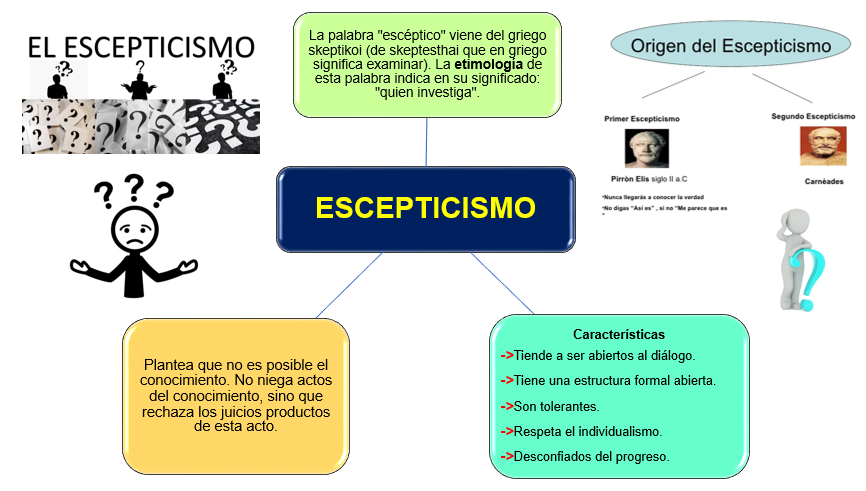 EL ESCEPTICISMO
La palabra "escéptico" viene del griego
skeptikoi (de skeptesthai que en griego
significa examinar). La etimología de
esta palabra indica en su significado:
"quien investiga".
Origen del Escepticismo
Primer Escepticismo
Pirròn Elis siglo II a.C
•Nunca llegarás a conocer la verdad
•No digas "Así es" , si no "Me parece que es
"
Segundo Escepticismo
Carnèades
ESCEPTICISMO
Plantea que no es posible el
conocimiento. No niega actos
del conocimiento, sino que
rechaza los juicios productos
de esta acto.
Características
->Tiende a ser abiertos al diálogo.
->Tiene una estructura formal abierta.
->Son tolerantes.
->Respeta el individualismo.
->Desconfiados del progreso.